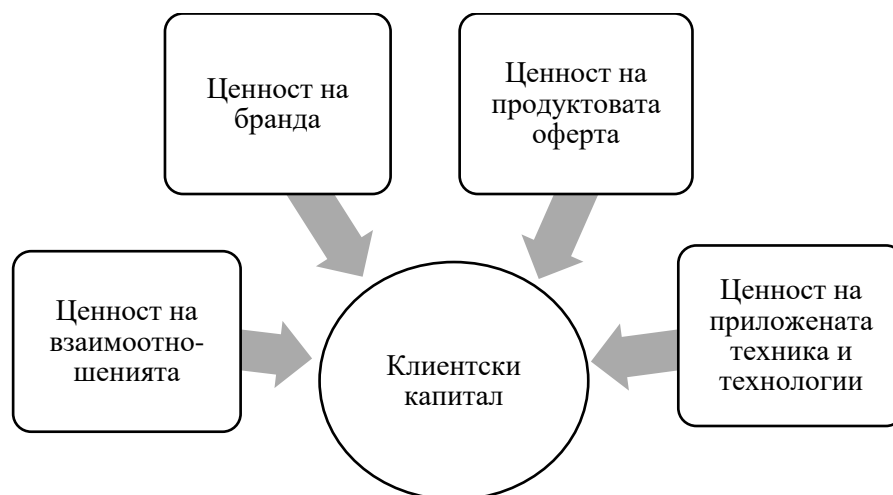 Ценност на
бранда
Ценност на
продуктовата
оферта
Ценност на
взаимоотно-
шенията
Клиентски
капитал
Ценност на
приложената
техника и
технологии